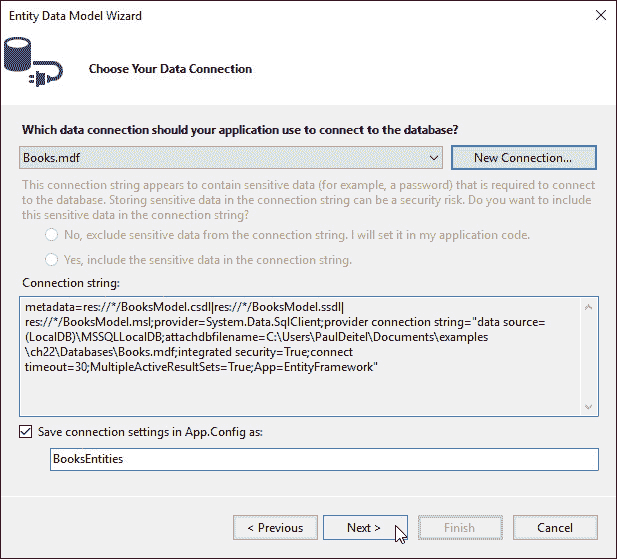 Entity Data Model Wizard
Choose Your Data Connection
Which data connection should your application use to connect to the database?
Books.mdf
New Connection...
This connection string appears to contain sensitive data (for example, a password) that is required to connect
to the database. Storing sensitive data in the connection string can be a security risk. Do you want to include
this sensitive data in the connection string?
No, exclude sensitive data from the connection string. I will set it in my application code.
Yes, include the sensitive data in the connection string.
Connection string:
metadata=res://*/BooksModel.csdl|res://*/BooksModel.ssdl|
res://*/BooksModel.msl;provider=System.Data.SqlClient;provider connection string="data source=
(LocalDB)\MSSQLLocalDB;attachdbfilename=C:\Users\PaulDeitel\Documents\examples
\ch22\Databases\Books.mdf;integrated security=True;connect
timeout=30;MultipleActiveResultSets=True;App=EntityFramework"
Save connection settings in App.Config as:
BooksEntities
< Previous
Next >
Finish
Cancel